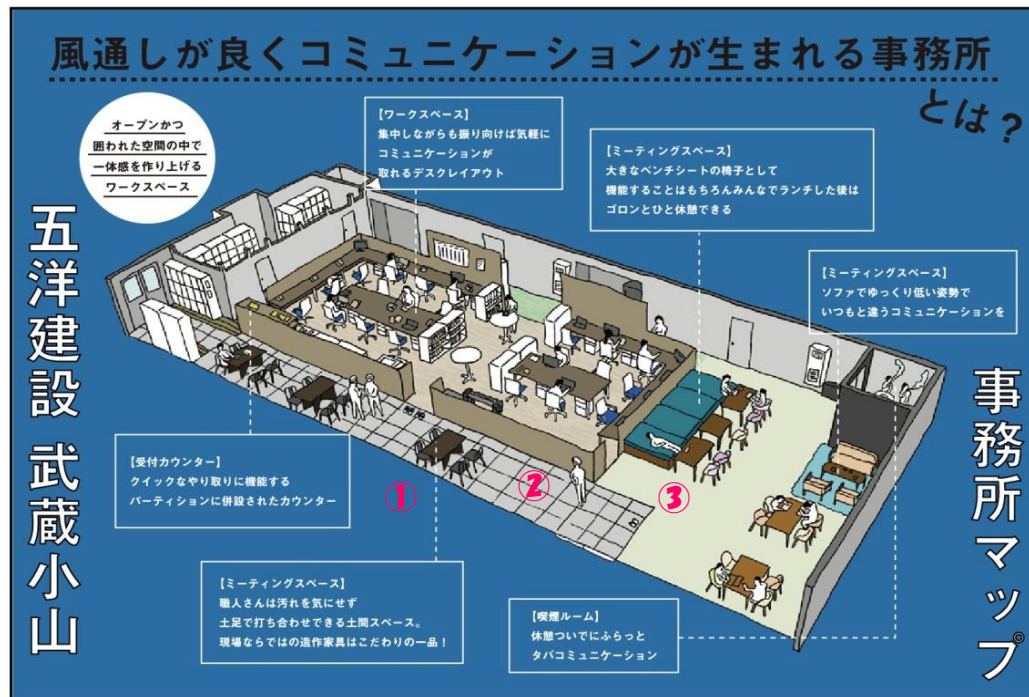 風通しが良くコミュニケーションが生まれる事務所
とは？
オープンかつ
囲われた空間の中で
一体感を作り上げる
ワークスペース
【ワークスペース】
集中しながらも振り向けば気軽に
コミュニケーションが
取れるデスクレイアウト
【ミーティングスペース】
大きなベンチシートの椅子として
機能することはもちろんみんなでランチした後は
ゴロンとひと休憩できる
【ミーティングスペース】
ソファでゆっくり低い姿勢で
いつもと違うコミュニケーションを
五洋建設 武蔵小山
事務所マップ
【受付カウンター】
クイックなやり取りに機能する
パーティションに併設されたカウンター
①
②
③
【ミーティングスペース】
職人さんは汚れを気にせず
土足で打ち合わせできる土間スペース。
現場ならではの造作家具はこだわりの一品！
【喫煙ルーム】
休憩ついでにふらっと
タバコミュニケーション